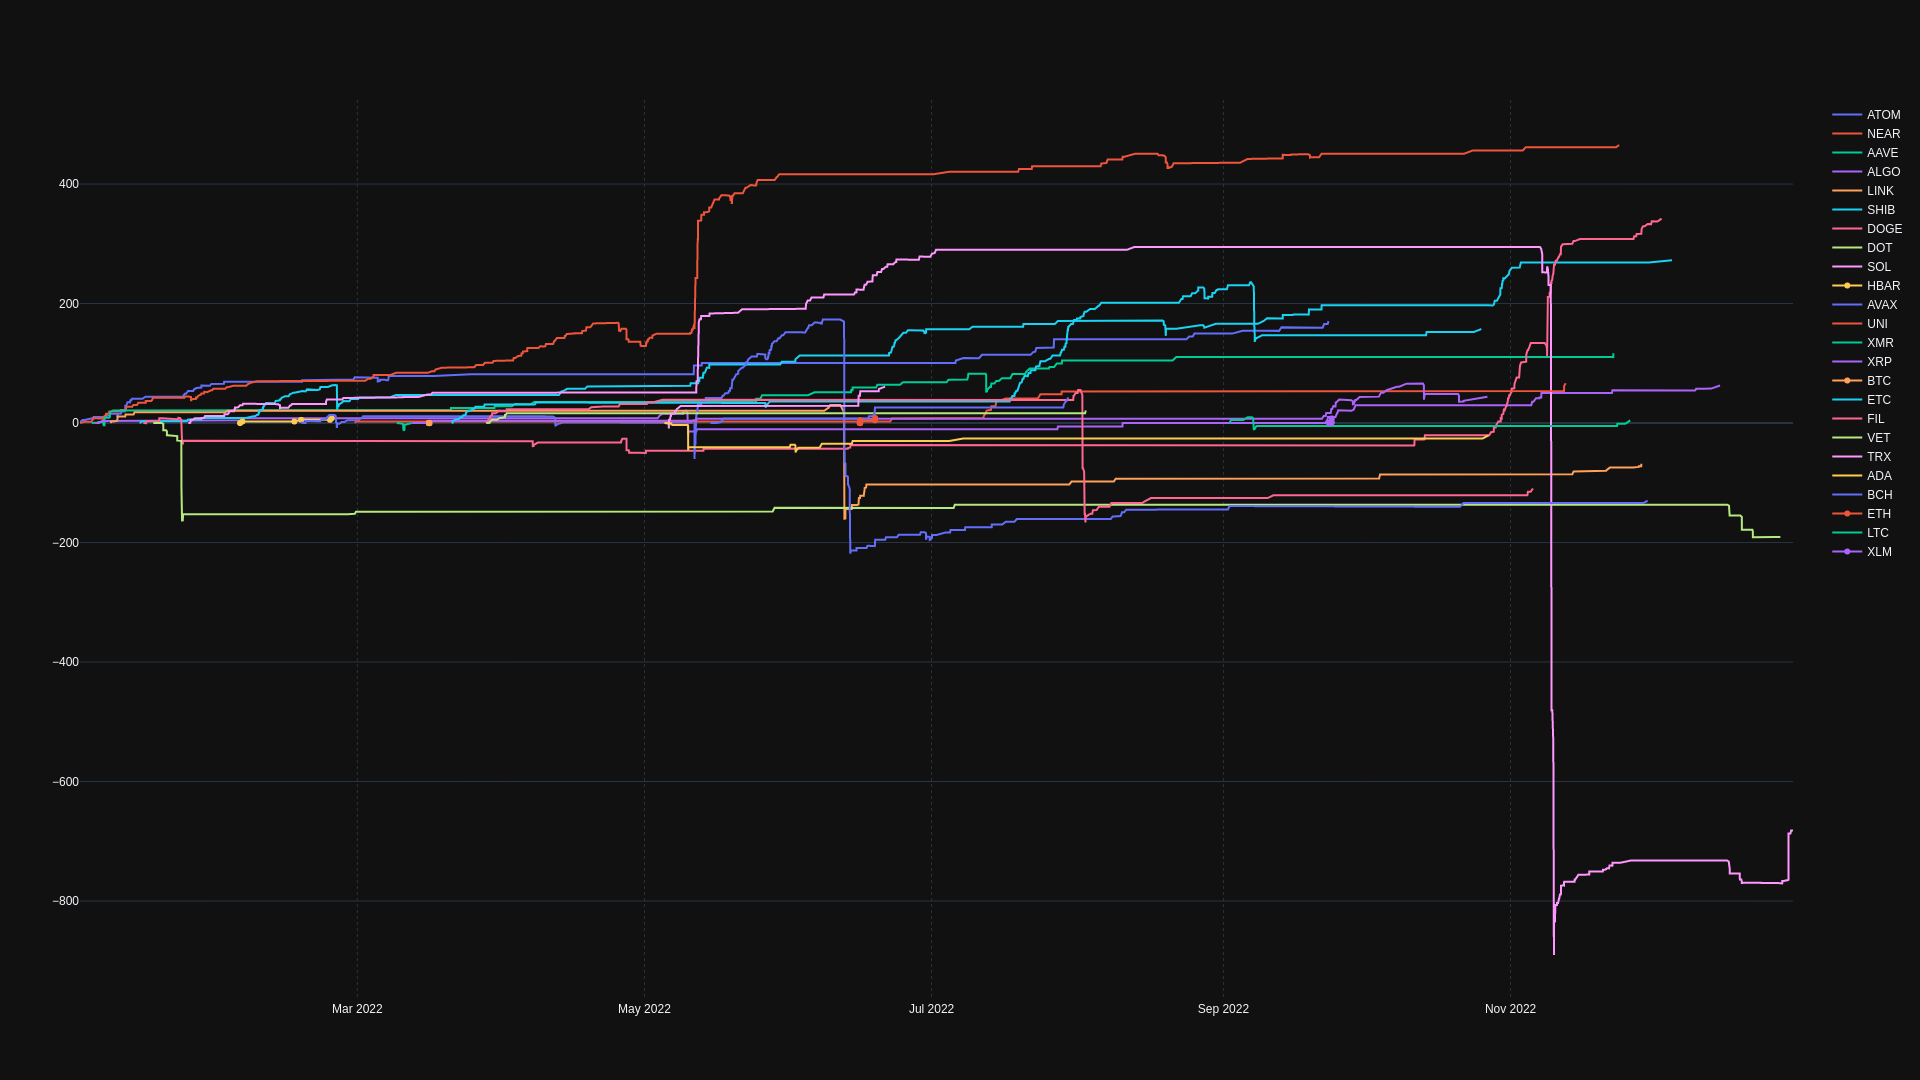 400
200
0
−200
−400
−600
−800
Mar 2022
May 2022
Jul 2022
Sep 2022
Nov 2022
ATOM
NEAR
AAVE
ALGO
LINK
SHIB
DOGE
DOT
SOL
HBAR
AVAX
UNI
XMR
XRP
BTC
ETC
FIL
VET
TRX
ADA
BCH
ETH
LTC
XLM